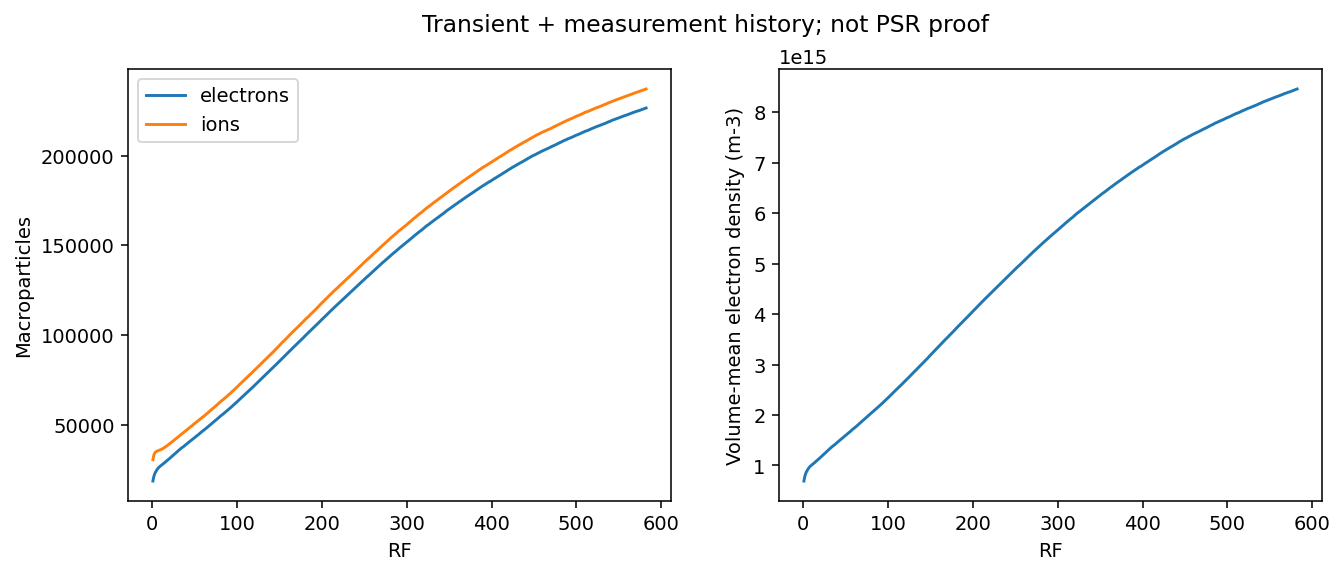 Transient + measurement history; not PSR proof
electrons
ions
Macroparticles
200000
150000
100000
50000
0 100 200 300 400 500 600
RF
1e15
Volume-mean electron density (m-3)
8
7
6
5
4
3
2
1
0 100 200 300 400 500 600
RF